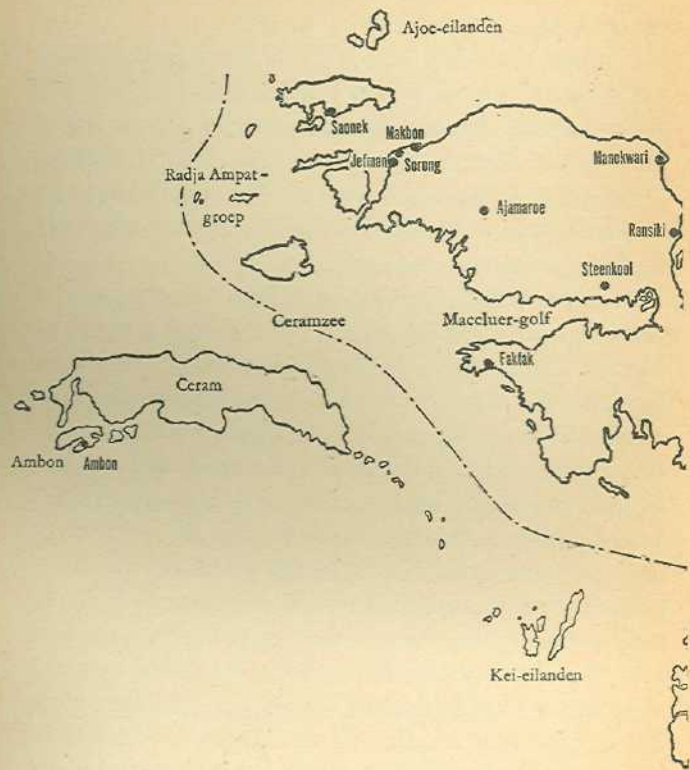 Ajoe-eilanden
Saonek
Makbon
Jefman
Sorong
Manokwari
Radja Ampat-
groep
Ajamaroe
Ransiki
Steenkool
Ceramzee
Maccluer-golf
Fakfak
Ceram
Ambon
Ambon
Kei-eilanden